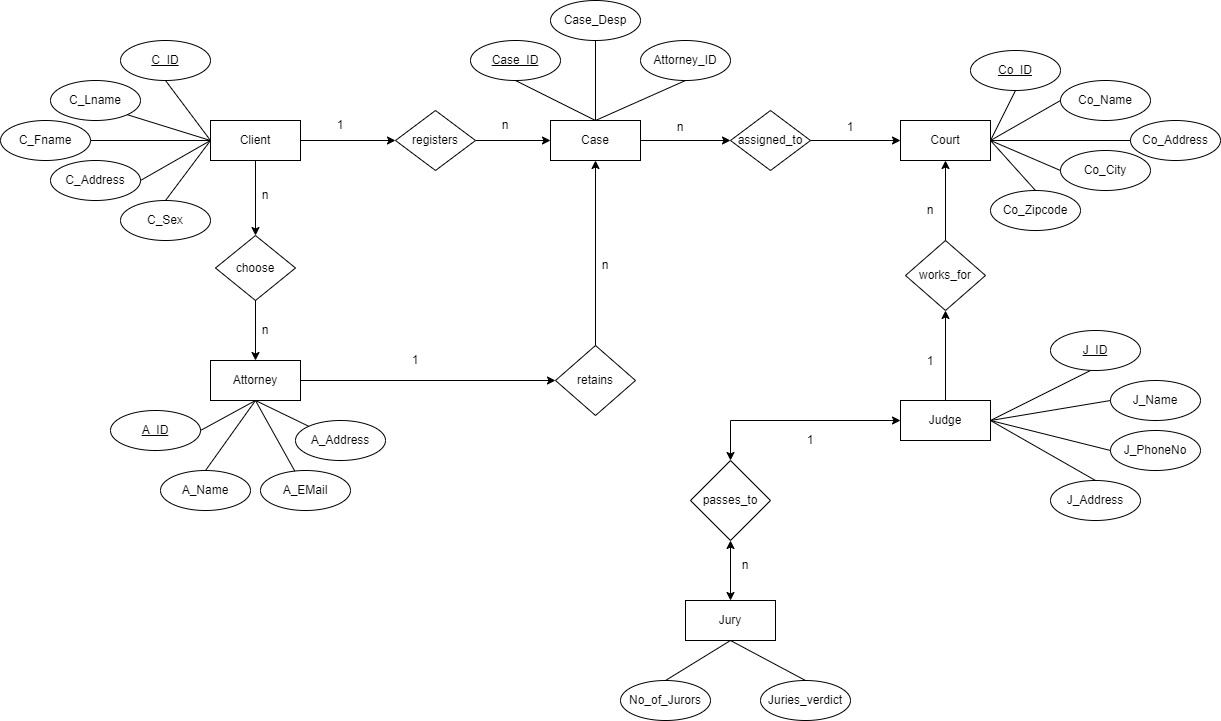 Case_Desp
C_ID
Case_ID
Attorney_ID
Co_ID
C_Lname
Co_Name
C_Fname
Client
1
registers
n
Case
n
assigned_to
1
Court
Co_Address
C_Address
Co_City
n
C_Sex
n
Co_Zipcode
choose
n
works_for
n
1
1
J_ID
Attorney
retains
J_Name
A_ID
A_Address
1
Judge
J_PhoneNo
A_Name
A_EMail
passes_to
J_Address
n
Jury
No_of_Jurors
Juries_verdict